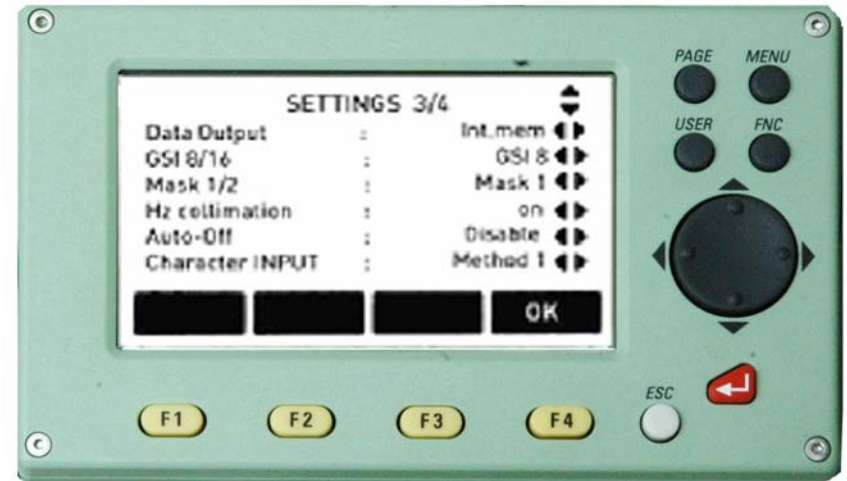 SETTINGS 3/4
Data Output : Int.mem
GSI 8/16 : GSI 8
Mask 1/2 : Mask 1
Hz collimation : on
Auto-Off : Disable
Character INPUT : Method 1
OK
PAGE MENU
USER FNC
ESC
F1 F2 F3 F4